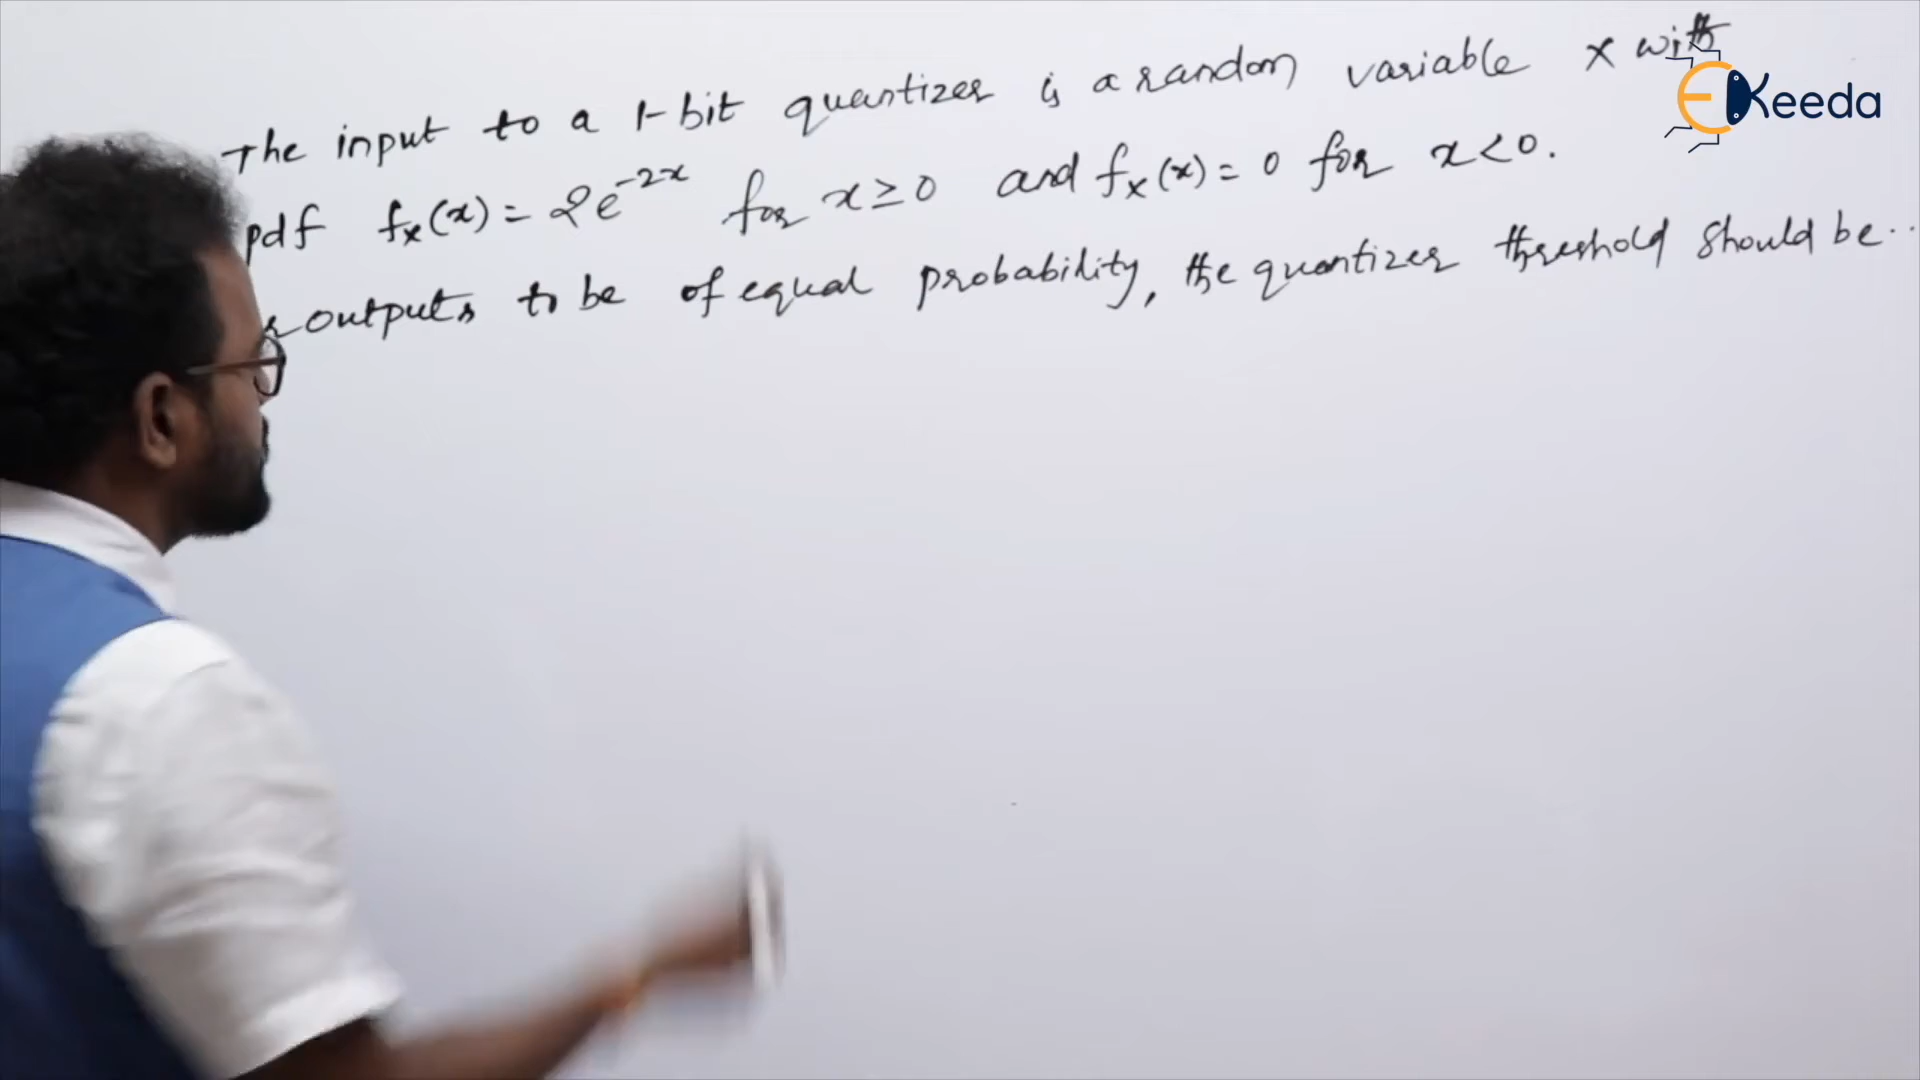 The input to a 1-bit quantizer is a random variable X with
pdf fx(x) = 2e^-2x for x ≥ 0 and fx(x) = 0 for x < 0.
outputs to be of equal probability, the quantizer threshold should be..
EKeeda